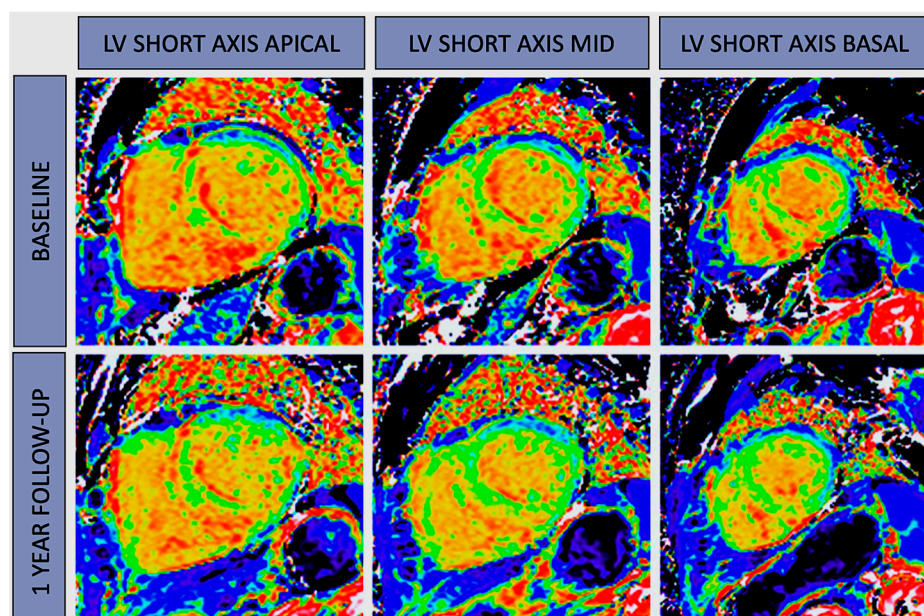 LV SHORT AXIS APICAL
LV SHORT AXIS MID
LV SHORT AXIS BASAL
BASELINE
1 YEAR FOLLOW-UP